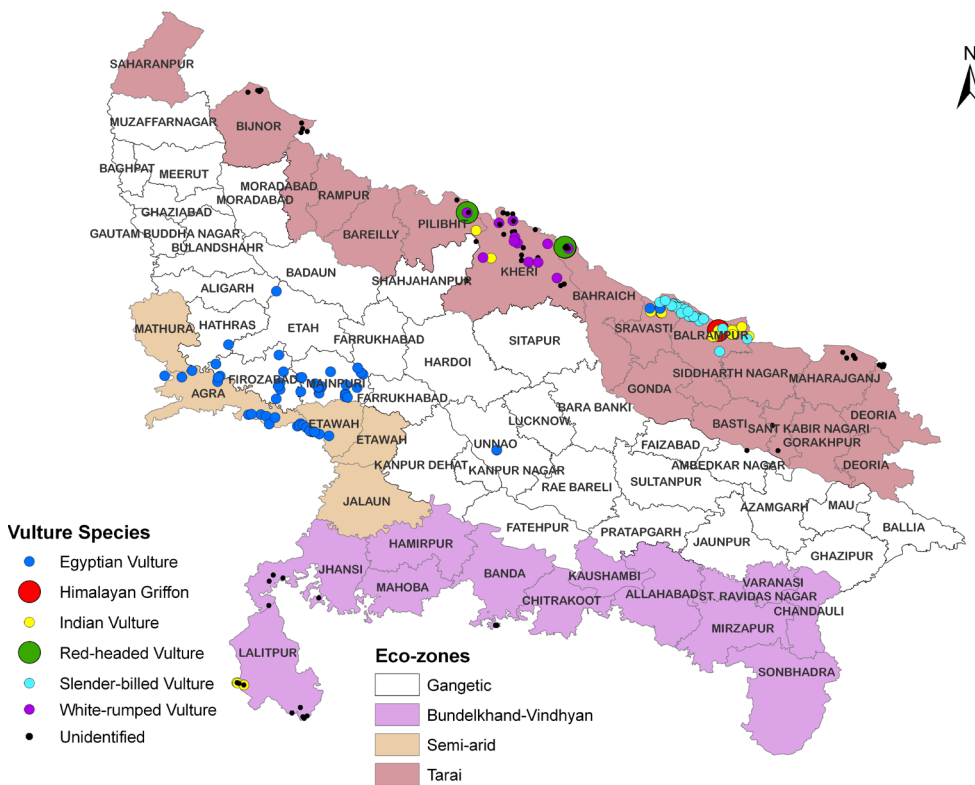 N
SAHARANPUR
MUZAFFARNAGAR
BIJNOR
BAGHPAT
MEERUT
MORADABAD
MORADABAD
RAMPUR
GHAZIABAD
PILIBHIT
GAUTAM BUDDHA NAGAR
BAREILLY
BULANDSHAHR
BADAUN
SHAHJAHANPUR
KHERI
ALIGARH
BAHRAICH
MATHURA
HATHRAS
ETAH
FARRUKHABAD
SITAPUR
SRAVASTI
BALRAMPUR
HARDOI
SIDDHARTH NAGAR
MAHARAJGANJ
AGRA
FIROZABAD
MAINPURI
FARRUKHABAD
GONDA
BARA BANKI
DEORIA
ETAWAH
LUCKNOW
BASTI
SANT KABIR NAGARI
ETAWAH
UNNAO
FAIZABAD
GORAKHPUR
KANPUR DEHAT
KANPUR NAGAR
AMBEDKAR NAGAR
DEORIA
RAE BARELI
SULTANPUR
JALAUN
AZAMGARH
MAU
FATEHPUR
PRATAPGARH
JAUNPUR
BALLIA
GHAZIPUR
HAMIRPUR
JHANSI
MAHOBA
BANDA
KAUSHAMBI
VARANASI
CHITRAKOOT
ALLAHABAD
ST. RAVIDAS NAGAR
CHANDAULI
MIRZAPUR
LALITPUR
SONBHADRA
Vulture Species
Egyptian Vulture
Himalayan Griffon
Indian Vulture
Red-headed Vulture
Slender-billed Vulture
White-rumped Vulture
Unidentified
Eco-zones
Gangetic
Bundelkhand-Vindhyan
Semi-arid
Tarai